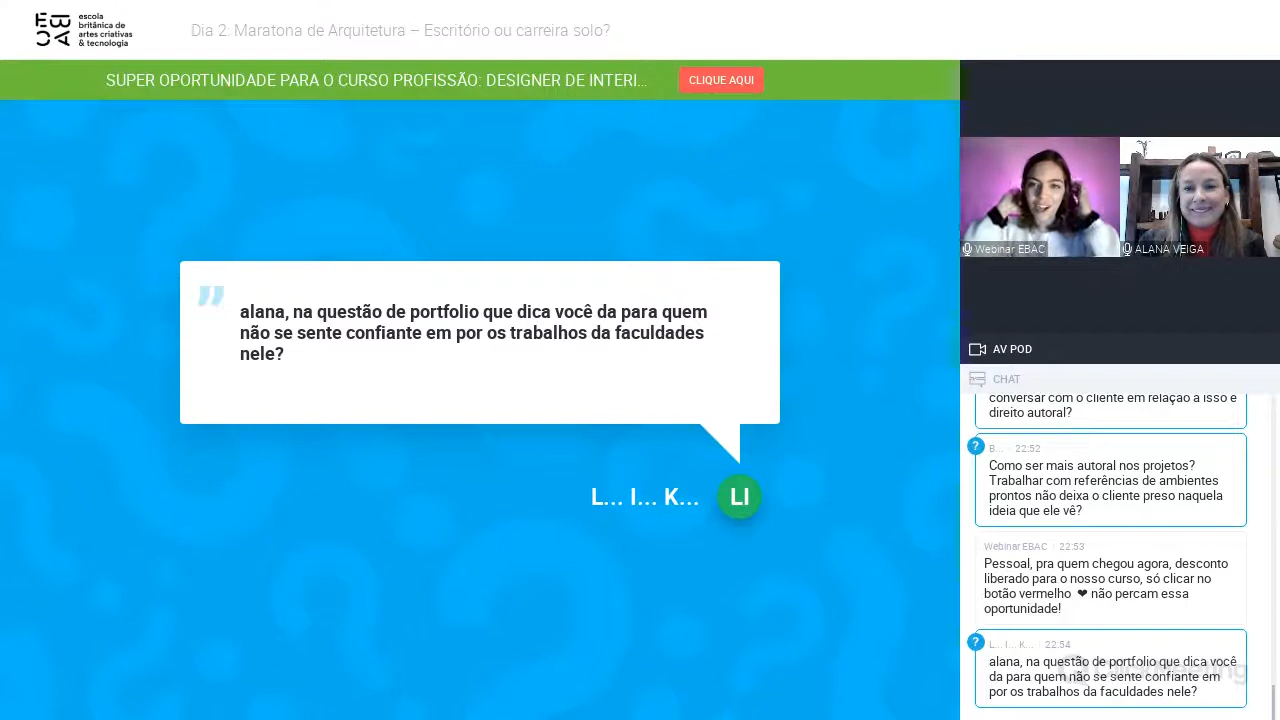 escola
britânica de
artes criativas
& tecnologia
Dia 2: Maratona de Arquitetura – Escritório ou carreira solo?
SUPER OPORTUNIDADE PARA O CURSO PROFISSÃO: DESIGNER DE INTERI...
CLIQUE AQUI
alana, na questão de portfolio que dica você da para quem
não se sente confiante em por os trabalhos da faculdades
nele?
L... I... K...
LI
Webinar EBAC
ALANA VEIGA
AV POD
CHAT
conversar com o cliente em relação a isso e
direito autoral?
?
B... 22:52
Como ser mais autoral nos projetos?
Trabalhar com referências de ambientes
prontos não deixa o cliente preso naquela
ideia que ele vê?
Webinar EBAC 22:53
Pessoal, pra quem chegou agora, desconto
liberado para o nosso curso, só clicar no
botão vermelho ❤ não percam essa
oportunidade!
?
L... I... K... 22:54
alana, na questão de portfolio que dica você
da para quem não se sente confiante em
por os trabalhos da faculdades nele?